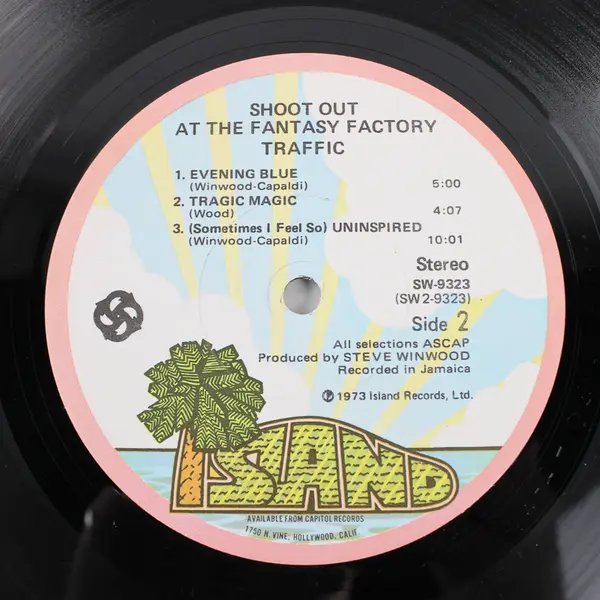 SHOOT OUT
AT THE FANTASY FACTORY
TRAFFIC
1. EVENING BLUE
(Winwood-Capaldi) 5:00
2. TRAGIC MAGIC
(Wood) 4:07
3. (Sometimes I Feel So) UNINSPIRED
(Winwood-Capaldi) 10:01
Stereo
SW-9323
(SW2-9323)
Side 2
All selections ASCAP
Produced by STEVE WINWOOD
Recorded in Jamaica
℗ 1973 Island Records, Ltd.
ISLAND
AVAILABLE FROM CAPITOL RECORDS
1750 N. VINE, HOLLYWOOD, CALIF.